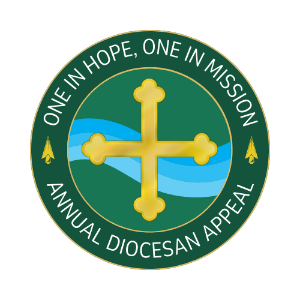 ONE IN HOPE, ONE IN MISSION
ANNUAL DIOCESAN APPEAL